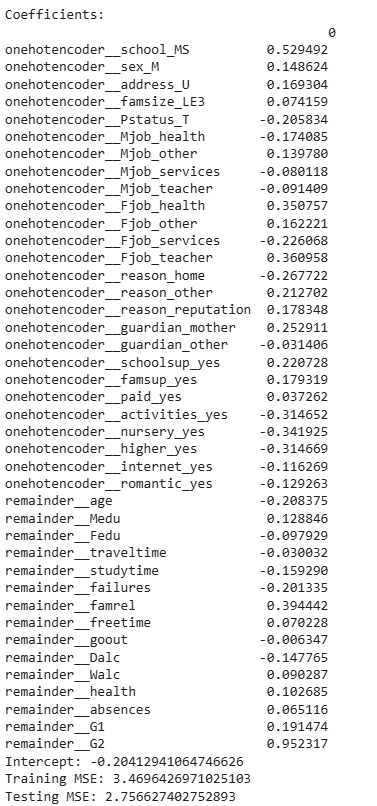 Coefficients:
0
onehotencoder__school_MS 0.529492
onehotencoder__sex_M 0.148624
onehotencoder__address_U 0.169304
onehotencoder__famsize_LE3 0.074159
onehotencoder__Pstatus_T -0.205834
onehotencoder__Mjob_health -0.174085
onehotencoder__Mjob_other 0.139780
onehotencoder__Mjob_services -0.080118
onehotencoder__Mjob_teacher -0.091409
onehotencoder__Fjob_health 0.350757
onehotencoder__Fjob_other 0.162221
onehotencoder__Fjob_services -0.226068
onehotencoder__Fjob_teacher 0.360958
onehotencoder__reason_home -0.267722
onehotencoder__reason_other 0.212702
onehotencoder__reason_reputation 0.178348
onehotencoder__guardian_mother 0.252911
onehotencoder__guardian_other -0.031406
onehotencoder__schoolsup_yes 0.220728
onehotencoder__famsup_yes 0.179319
onehotencoder__paid_yes 0.037262
onehotencoder__activities_yes -0.314652
onehotencoder__nursery_yes -0.341925
onehotencoder__higher_yes -0.314669
onehotencoder__internet_yes -0.116269
onehotencoder__romantic_yes -0.129263
remainder__age -0.208375
remainder__Medu 0.128846
remainder__Fedu -0.097929
remainder__traveltime -0.030032
remainder__studytime -0.159290
remainder__failures -0.201335
remainder__famrel 0.394442
remainder__freetime 0.070228
remainder__goout -0.006347
remainder__Dalc -0.147765
remainder__Walc 0.090287
remainder__health 0.102685
remainder__absences 0.065116
remainder__G1 0.191474
remainder__G2 0.952317
Intercept: -0.20412941064746626
Training MSE: 3.4696426971025103
Testing MSE: 2.756627402752893